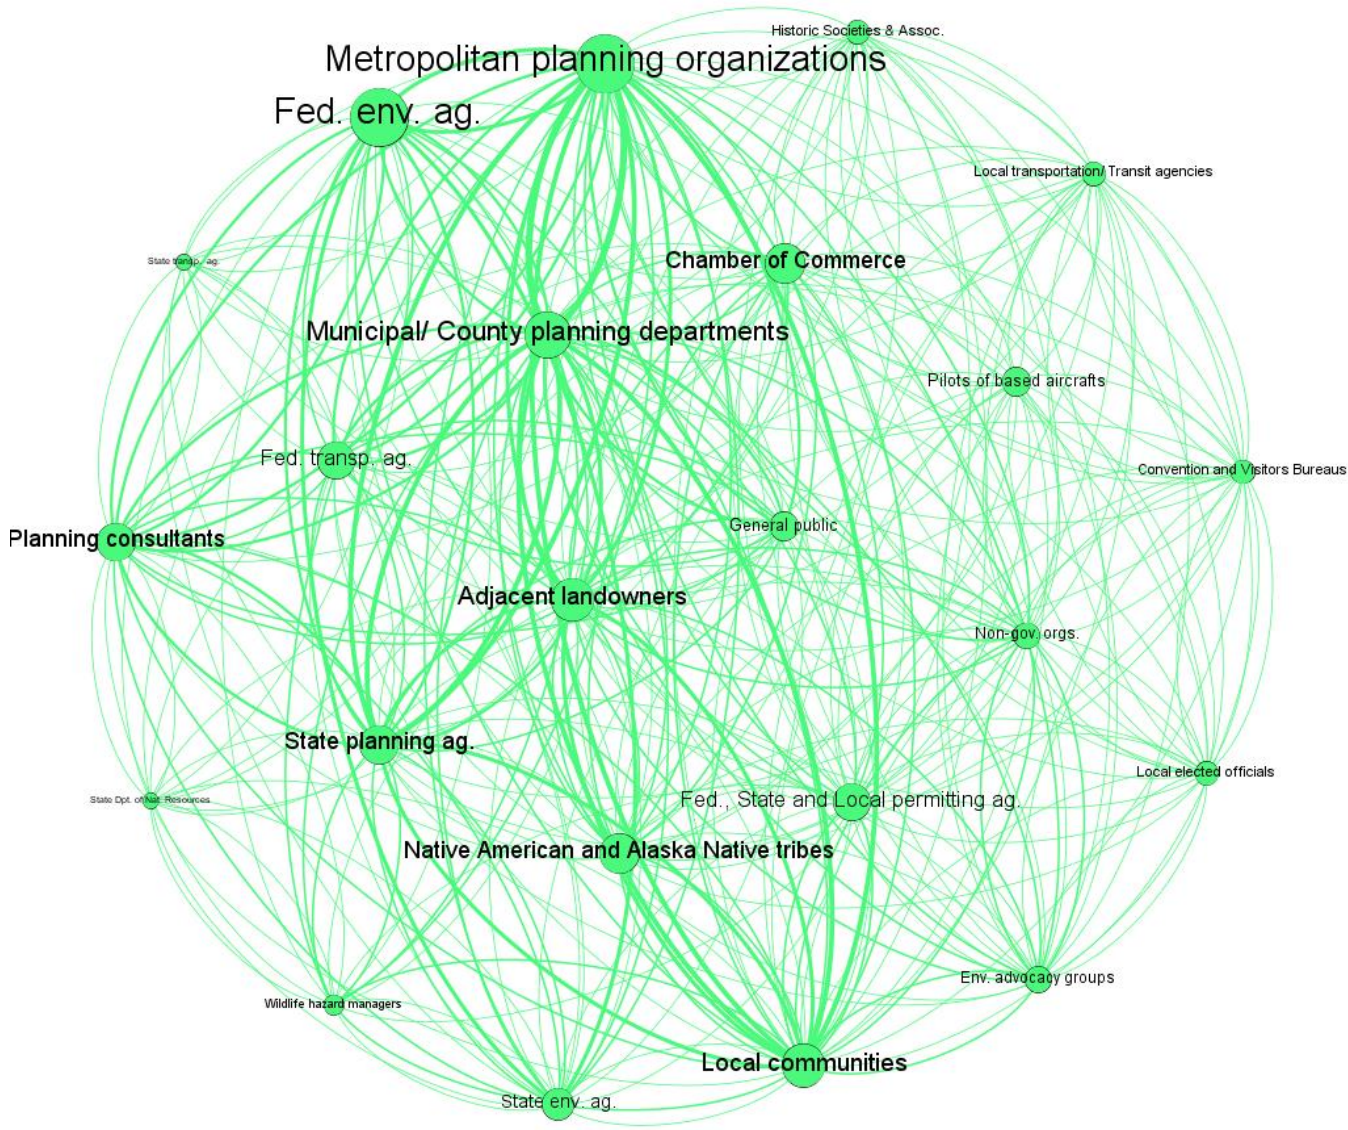 Historic Societies & Assoc.
Metropolitan planning organizations
Fed. env. ag.
Local transportation/ Transit agencies
Chamber of Commerce
State transp. ag.
Municipal/ County planning departments
Pilots of based aircrafts
Fed. transp. ag.
Convention and Visitors Bureaus
General public
Planning consultants
Adjacent landowners
Non-gov. orgs.
State planning ag.
Local elected officials
State Dpt. of Nat. Resources
Fed., State and Local permitting ag.
Native American and Alaska Native tribes
Env. advocacy groups
Wildlife hazard managers
Local communities
State env. ag.